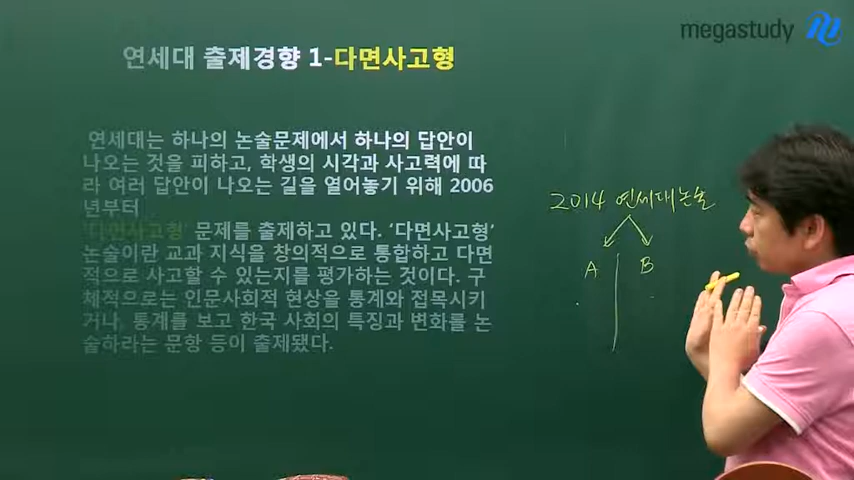 megastudy
연세대 출제경향 1-다면사고형
연세대는 하나의 논술문제에서 하나의 답안이
나오는 것을 피하고, 학생의 시각과 사고력에 따
라 여러 답안이 나오는 길을 열어놓기 위해 2006
년부터
'다면사고형' 문제를 출제하고 있다. '다면사고형'
논술이란 교과 지식을 창의적으로 통합하고 다면
적으로 사고할 수 있는지를 평가하는 것이다. 구
체적으로는 인문사회적 현상을 통계와 접목시키
거나, 통계를 보고 한국 사회의 특징과 변화를 논
술하라는 문항 등이 출제됐다.
2014 연세대논술
A B